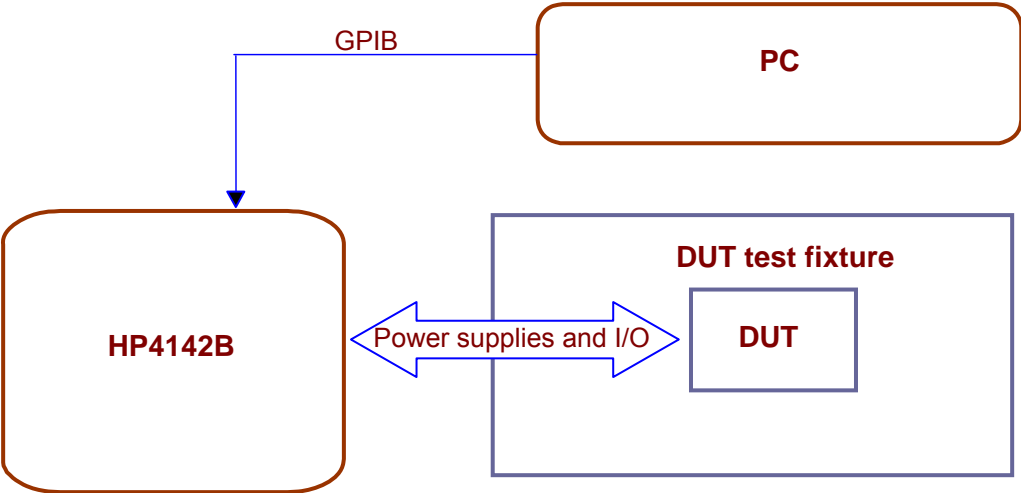 GPIB
PC
DUT test fixture
HP4142B
Power supplies and I/O
DUT